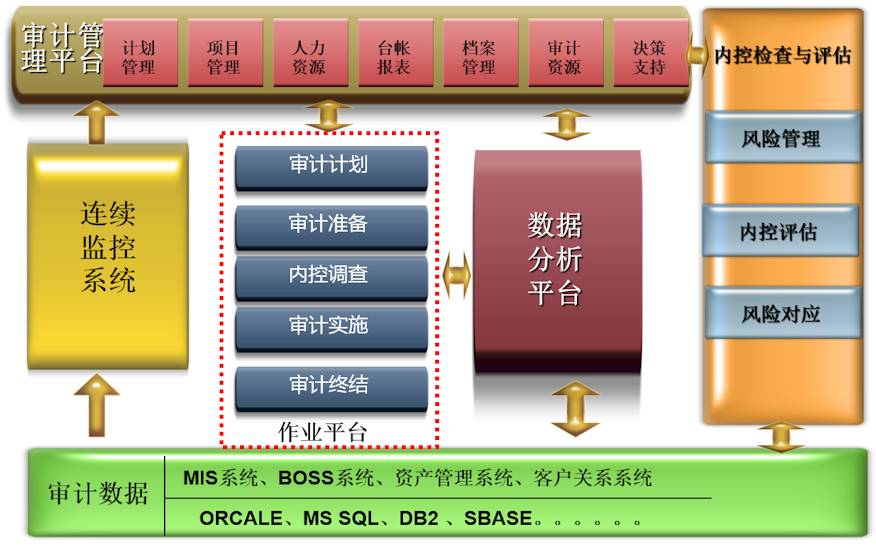 审计管
理平台
计划
管理
项目
管理
人力
资源
台帐
报表
档案
管理
审计
资源
决策
支持
内控检查与评估
风险管理
内控评估
风险对应
连续
监控
系统
审计计划
审计准备
内控调查
审计实施
审计终结
作业平台
数据
分析
平台
审计数据
MIS系统、BOSS系统、资产管理系统、客户关系系统
ORCALE、MS SQL、DB2 、SBASE。。。。。。